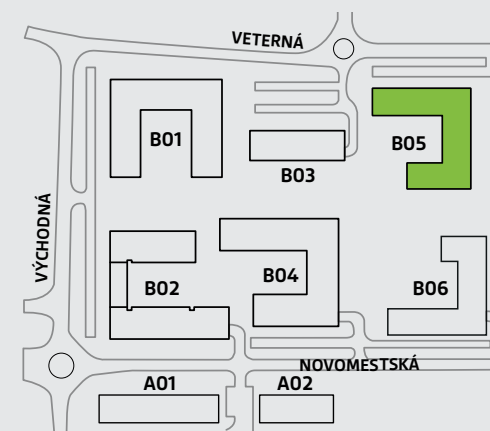 VETERNÁ
B01
B05
B03
VÝCHODNÁ
B02
B04
B06
NOVOMESTSKÁ
A01
A02